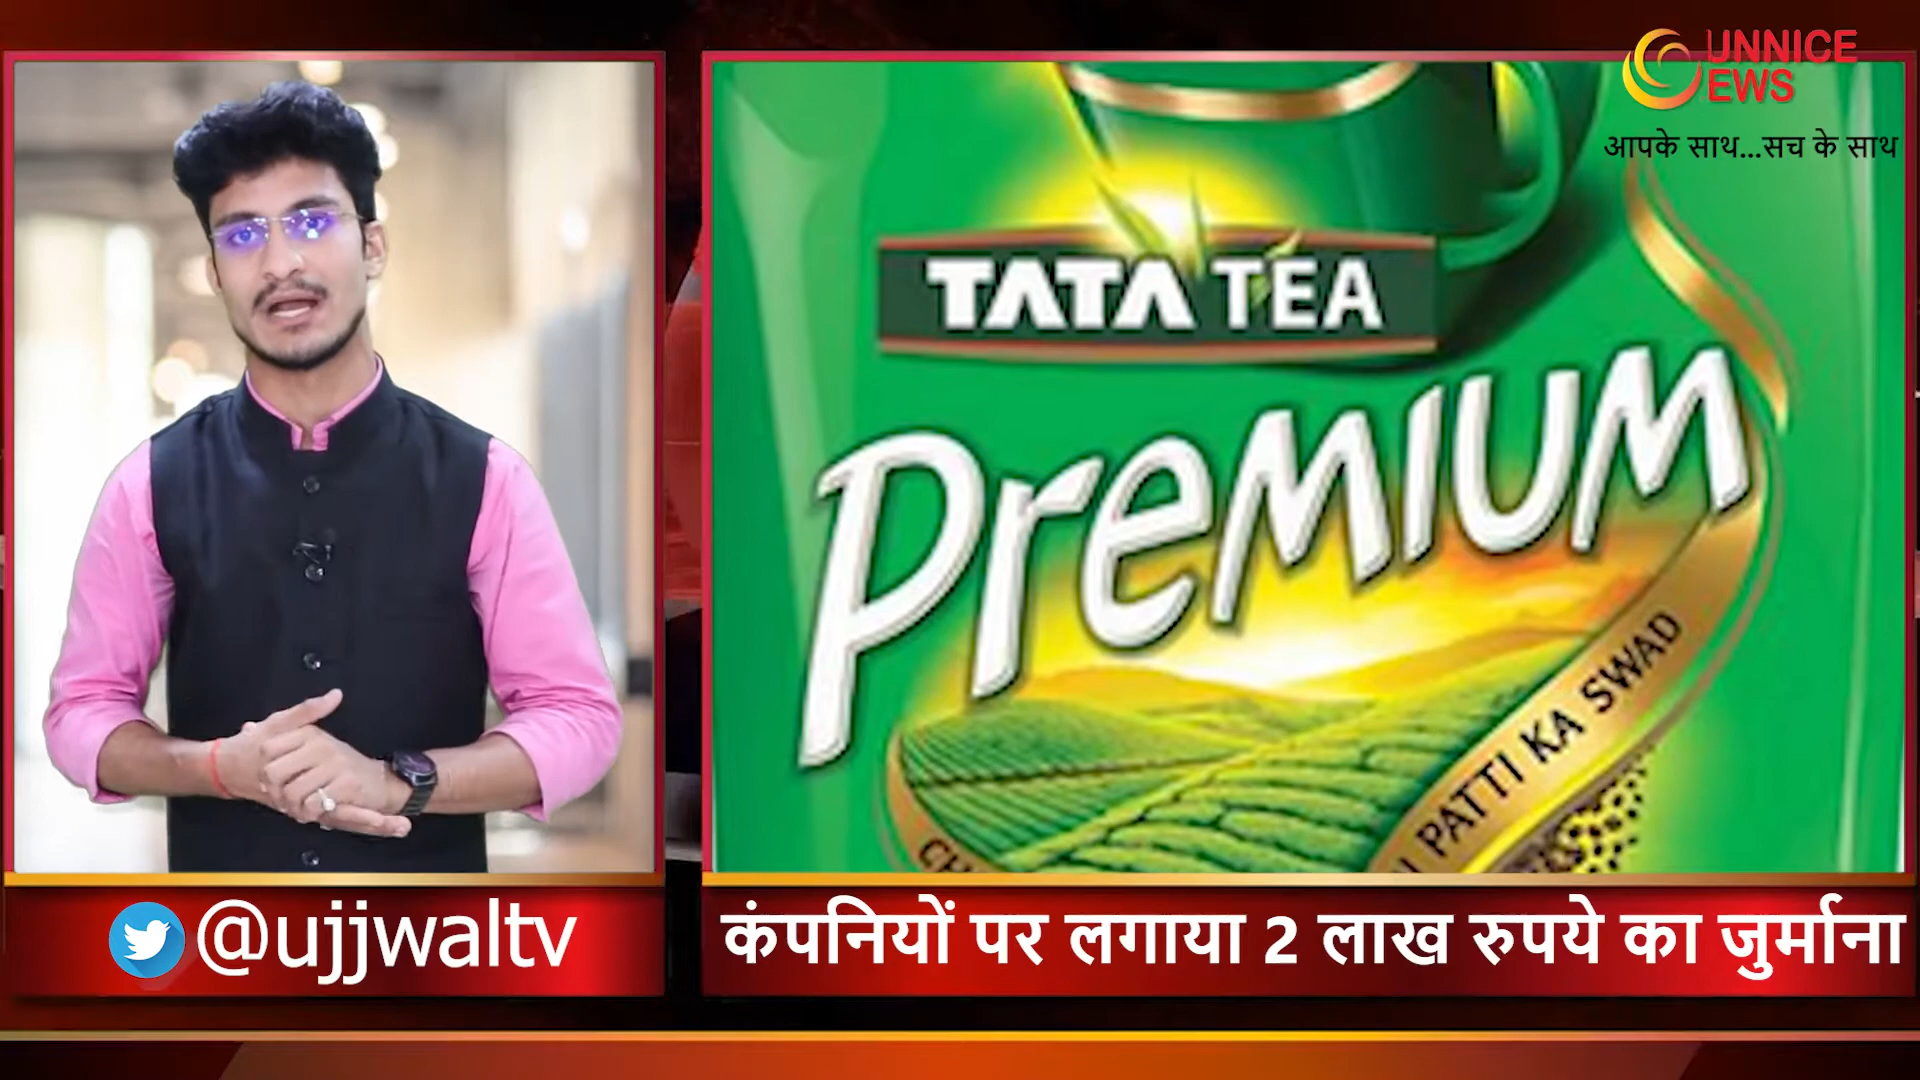 UNNICE
EWS
आपके साथ...सच के साथ
TATA TEA
Premium
PATTI KA SWAD
@ujjwaltv
कंपनियों पर लगाया 2 लाख रुपये का जुर्माना